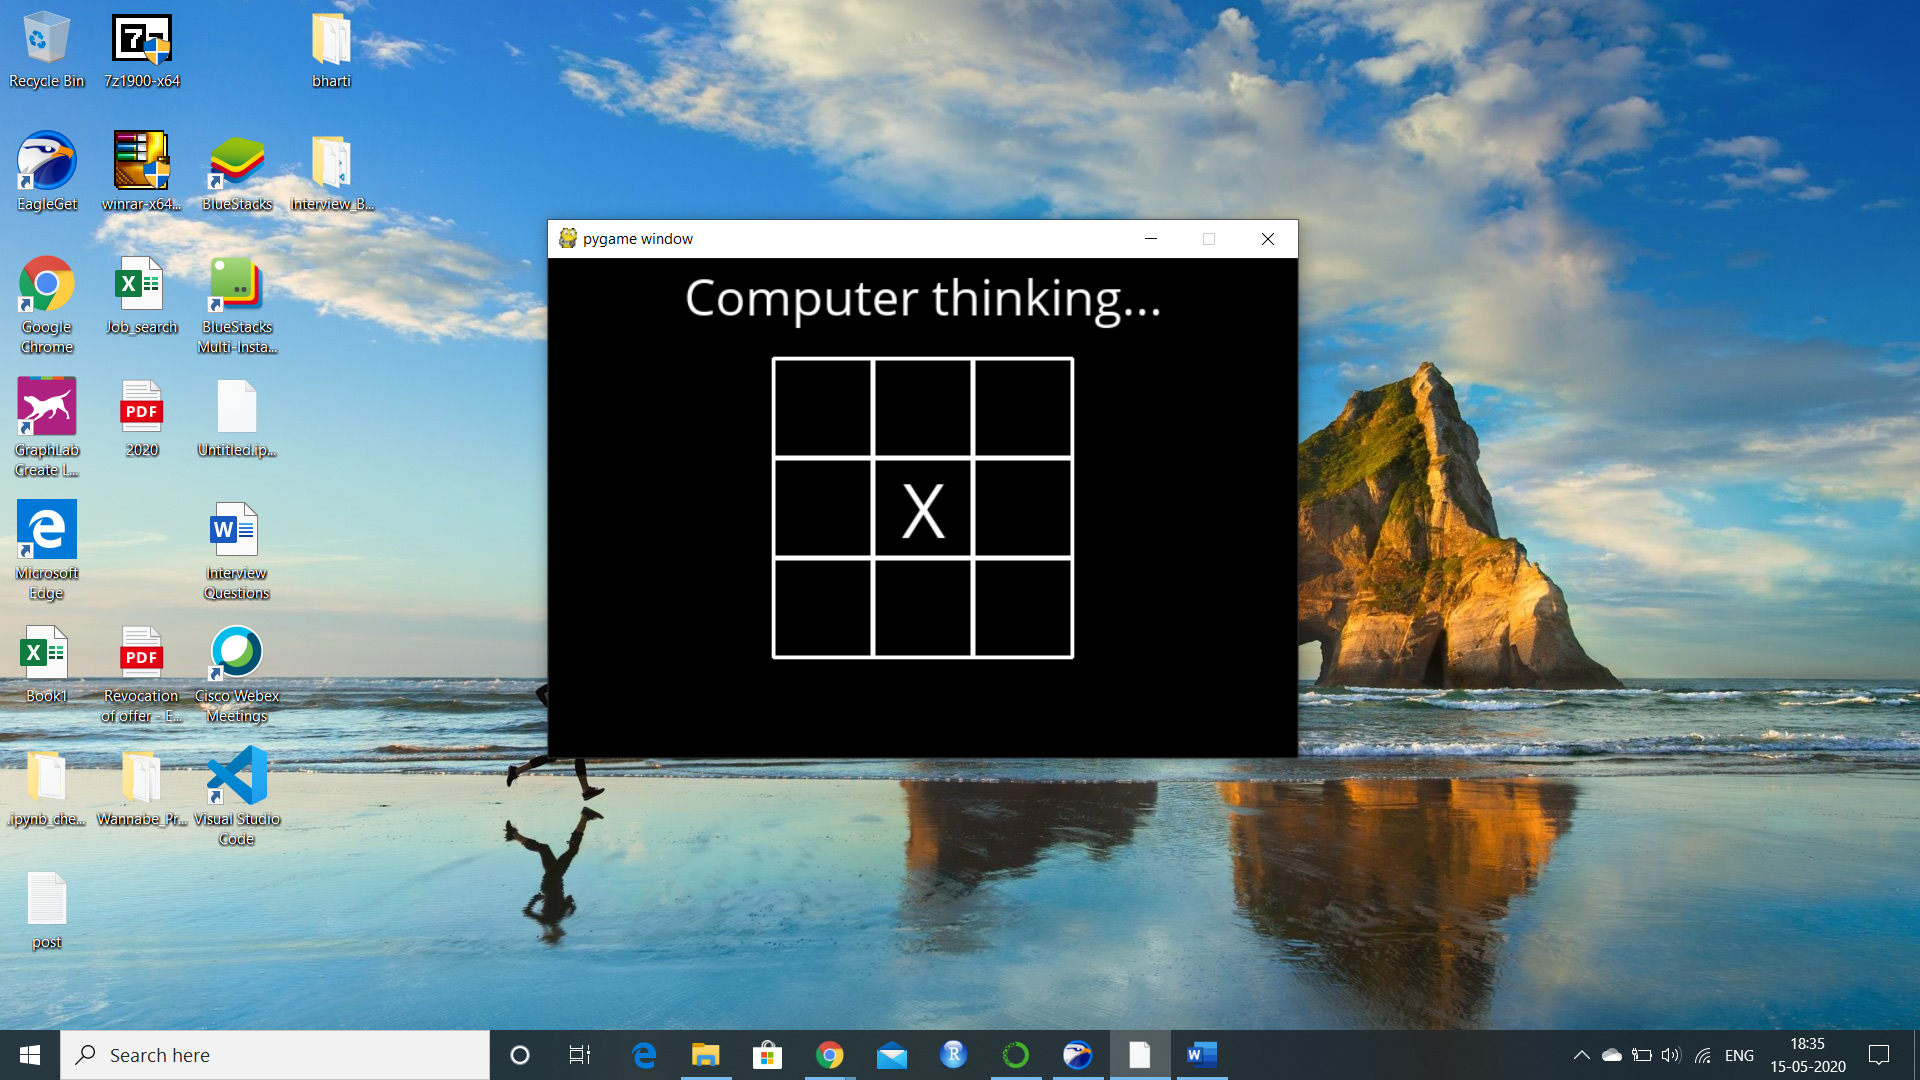 Recycle Bin
7z1900-x64
bharti
EagleGet
winrar-x64...
BlueStacks
Interview_B...
Google
Chrome
Job_search
BlueStacks
Multi-Insta...
GraphLab
Create L...
PDF
2020
Untitled.ip...
Microsoft
Edge
Interview
Questions
Book1
PDF
Revocation
of offer - E...
Cisco Webex
Meetings
.ipynb_che...
Wannabe_Pr...
Visual Studio
Code
post
pygame window
Computer thinking...
X
Search here
ENG
18:35
15-05-2020